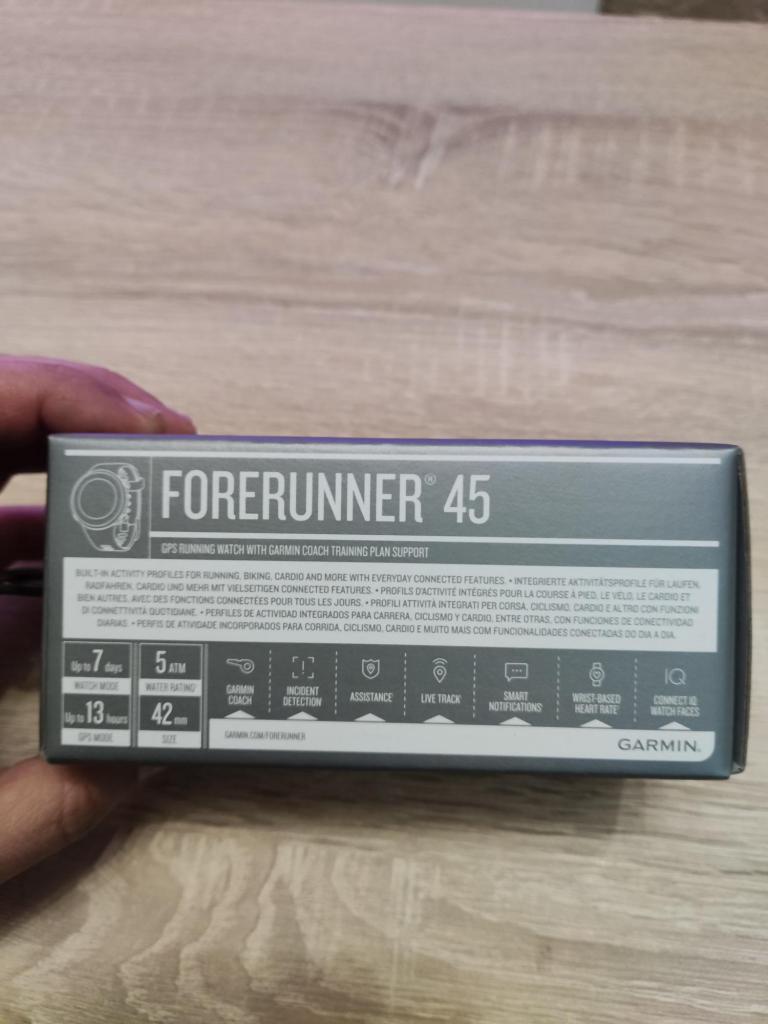 FORERUNNER® 45
GPS RUNNING WATCH WITH GARMIN COACH TRAINING PLAN SUPPORT
BUILT-IN ACTIVITY PROFILES FOR RUNNING, BIKING, CARDIO AND MORE WITH EVERYDAY CONNECTED FEATURES. • INTEGRIERTE AKTIVITÄTSPROFILE FÜR LAUFEN,
RADFAHREN, CARDIO UND MEHR MIT VIELSEITIGEN CONNECTED FEATURES. • PROFILS D'ACTIVITÉ INTÉGRÉS POUR LA COURSE À PIED, LE VÉLO, LE CARDIO ET
BIEN AUTRES, AVEC DES FONCTIONS CONNECTÉES POUR TOUS LES JOURS. • PROFILI ATTIVITÀ INTEGRATI PER CORSA, CICLISMO, CARDIO E ALTRO CON FUNZIONI
DI CONNETTIVITÀ QUOTIDIANE. • PERFILES DE ACTIVIDAD INTEGRADOS PARA CARRERA, CICLISMO Y CARDIO, ENTRE OTRAS, CON FUNCIONES DE CONECTIVIDAD
DIARIAS. • PERFIS DE ATIVIDADE INCORPORADOS PARA CORRIDA, CICLISMO, CARDIO E MUITO MAIS COM FUNCIONALIDADES CONECTADAS DO DIA A DIA.
Up to 7 days
WATCH MODE
5 ATM
WATER RATING
Up to 13 hours
GPS MODE
42 mm
SIZE
GARMIN
COACH
INCIDENT
DETECTION
ASSISTANCE
LIVE TRACK
SMART
NOTIFICATIONS
WRIST-BASED
HEART RATE
IQ
CONNECT IQ
WATCH FACES
GARMIN.COM/FORERUNNER
GARMIN®